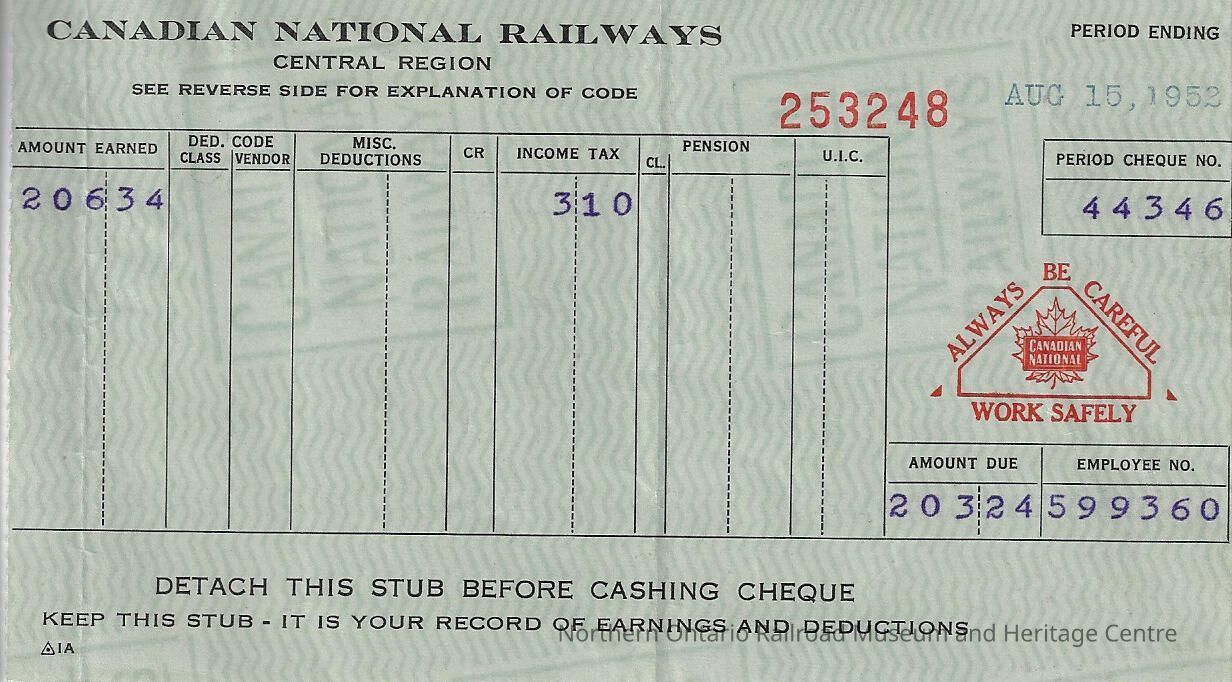 CANADIAN NATIONAL RAILWAYS
CENTRAL REGION
SEE REVERSE SIDE FOR EXPLANATION OF CODE
PERIOD ENDING
253248
AUG 15, 1952
AMOUNT EARNED
DED. CODE
CLASS VENDOR
MISC.
DEDUCTIONS
CR
INCOME TAX
CL.
PENSION
U.I.C.
PERIOD CHEQUE NO.
20634
310
44346
ALWAYS BE CAREFUL
CANADIAN
NATIONAL
WORK SAFELY
AMOUNT DUE
EMPLOYEE NO.
20324
599360
DETACH THIS STUB BEFORE CASHING CHEQUE
KEEP THIS STUB - IT IS YOUR RECORD OF EARNINGS AND DEDUCTIONS
Northern Ontario Railroad Museum and Heritage Centre
1A